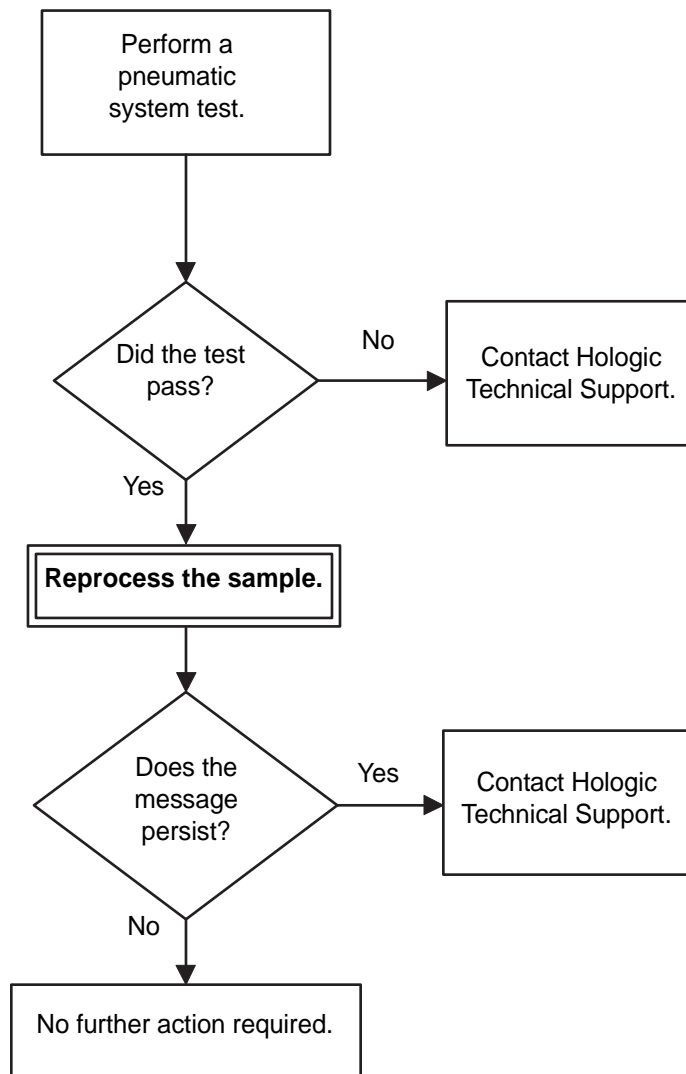 Perform a
pneumatic
system test.
Did the test
pass?
No
Contact Hologic
Technical Support.
Yes
Reprocess the sample.
Does the
message
persist?
Yes
Contact Hologic
Technical Support.
No
No further action required.